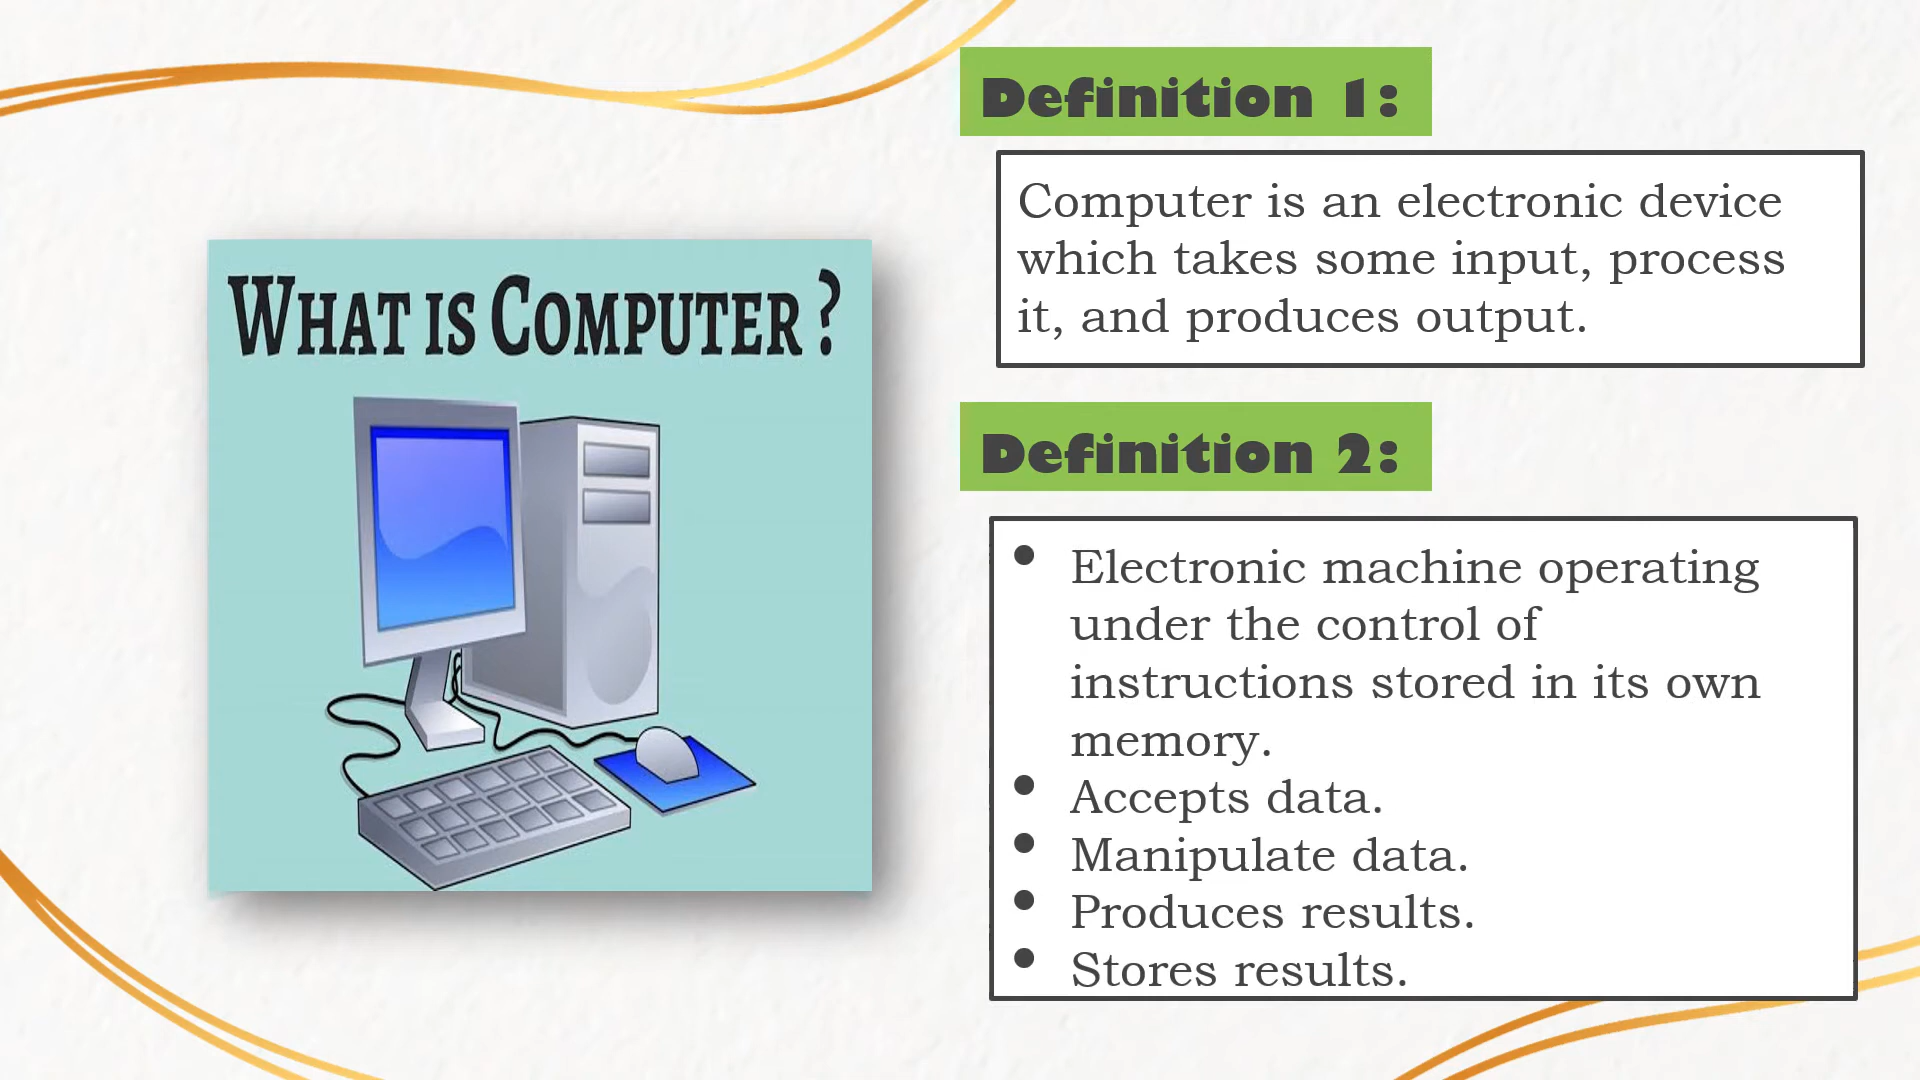 WHAT IS COMPUTER ?
Definition 1:
Computer is an electronic device
which takes some input, process
it, and produces output.
Definition 2:
• Electronic machine operating
under the control of
instructions stored in its own
memory.
• Accepts data.
• Manipulate data.
• Produces results.
• Stores results.